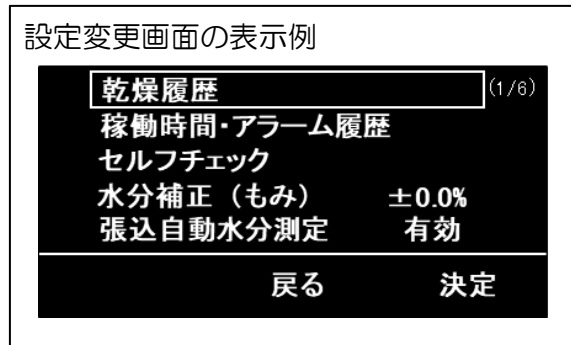 設定変更画面の表示例
乾燥履歴 (1/6)
稼働時間・アラーム履歴
セルフチェック
水分補正（もみ） ±0.0%
張込自動水分測定 有効
戻る 決定